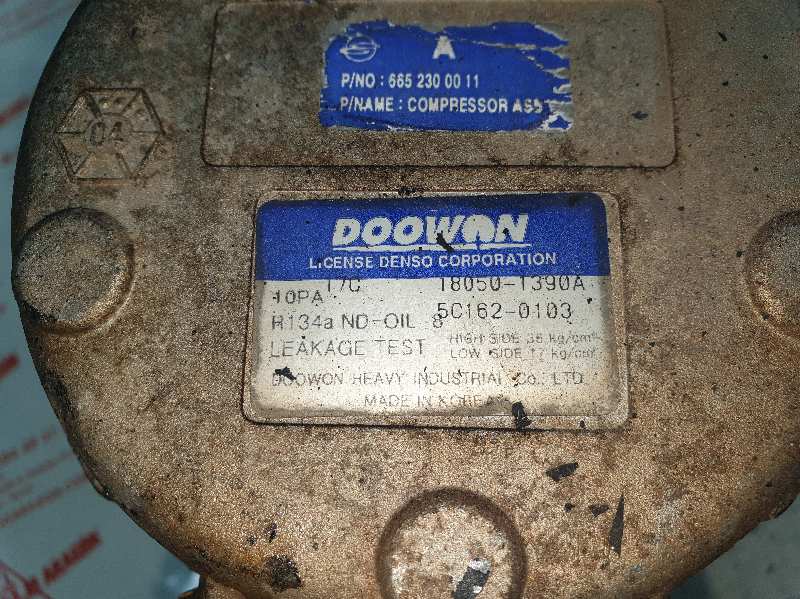 A
P/NO : 665 230 00 11
P/NAME : COMPRESSOR ASS
04
DOOWON
LICENSE DENSO CORPORATION
10PA 17C 18050-1390A
R134a ND-OIL 8 5C162-0103
LEAKAGE TEST HIGH SIDE 36 kg/cm²
LOW SIDE 17 kg/cm²
DOOWON HEAVY INDUSTRIAL Co., LTD
MADE IN KOREA